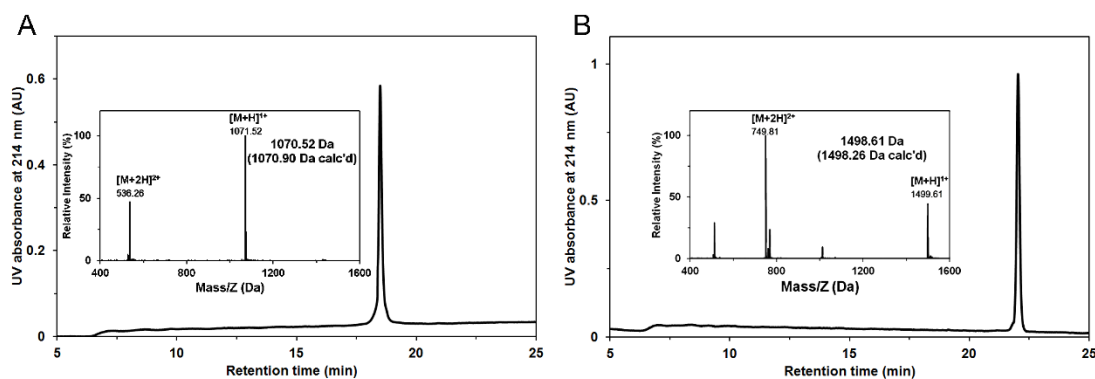 A
UV absorbance at 214 nm (AU)
0.6
0.4
0.2
0
5
10
15
20
25
Retention time (min)
Relative Intensity (%)
100
50
0
400
800
1200
1600
Mass/Z (Da)
[M+2H]2+
536.26
[M+H]1+
1071.52
1070.52 Da
(1070.90 Da calc'd)
B
UV absorbance at 214 nm (AU)
1
0.5
0
5
10
15
20
25
Retention time (min)
Relative Intensity (%)
100
50
0
400
800
1200
1600
Mass/Z (Da)
[M+2H]2+
749.81
1498.61 Da
(1498.26 Da calc'd)
[M+H]1+
1499.61